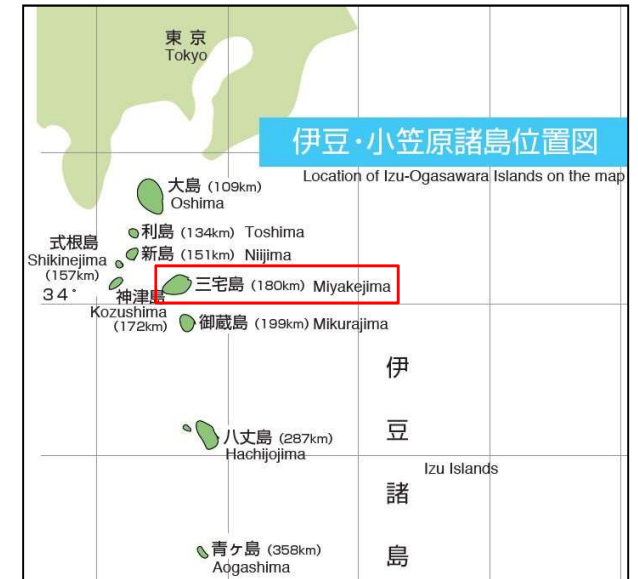 東京
Tokyo
伊豆・小笠原諸島位置図
Location of Izu-Ogasawara Islands on the map
大島 (109km)
Oshima
利島 (134km) Toshima
式根島
Shikinejima
(157km)
新島 (151km) Niijima
34°
三宅島 (180km) Miyakejima
神津島
Kozushima
(172km)
御蔵島 (199km) Mikurajima
八丈島 (287km)
Hachijojima
青ヶ島 (358km)
Aogashima
伊豆諸島
Izu Islands